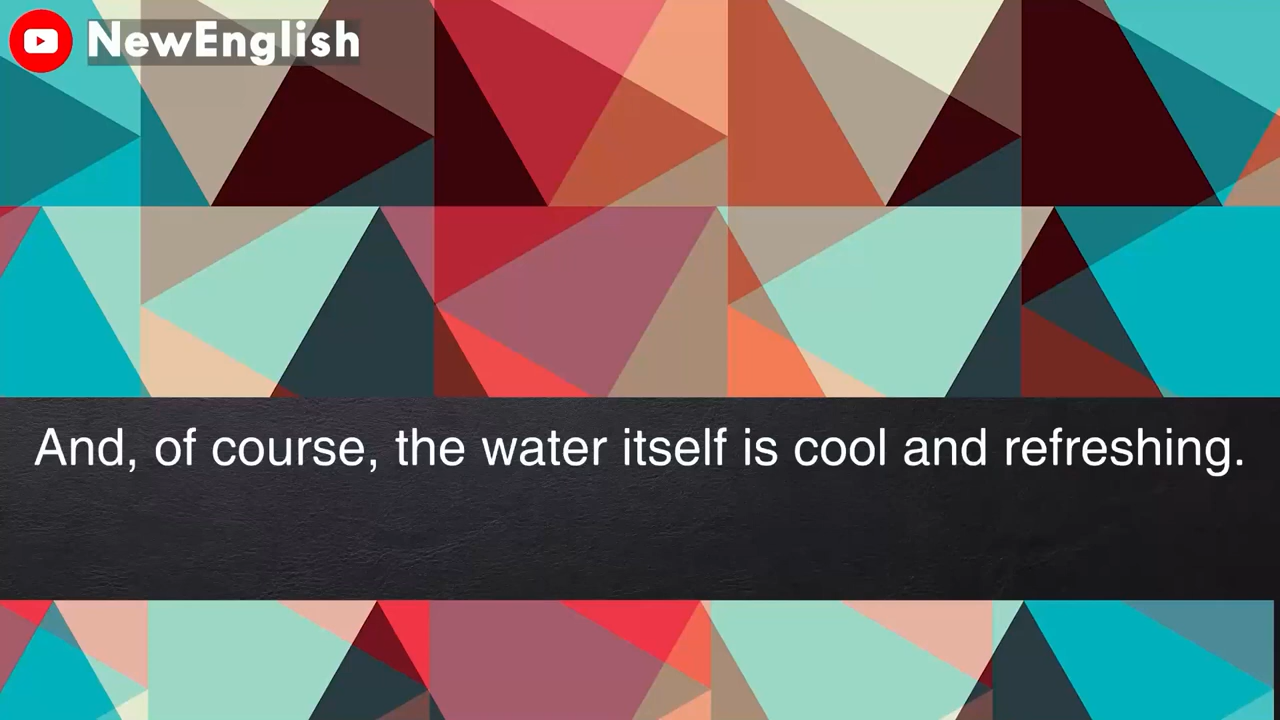 NewEnglish
And, of course, the water itself is cool and refreshing.